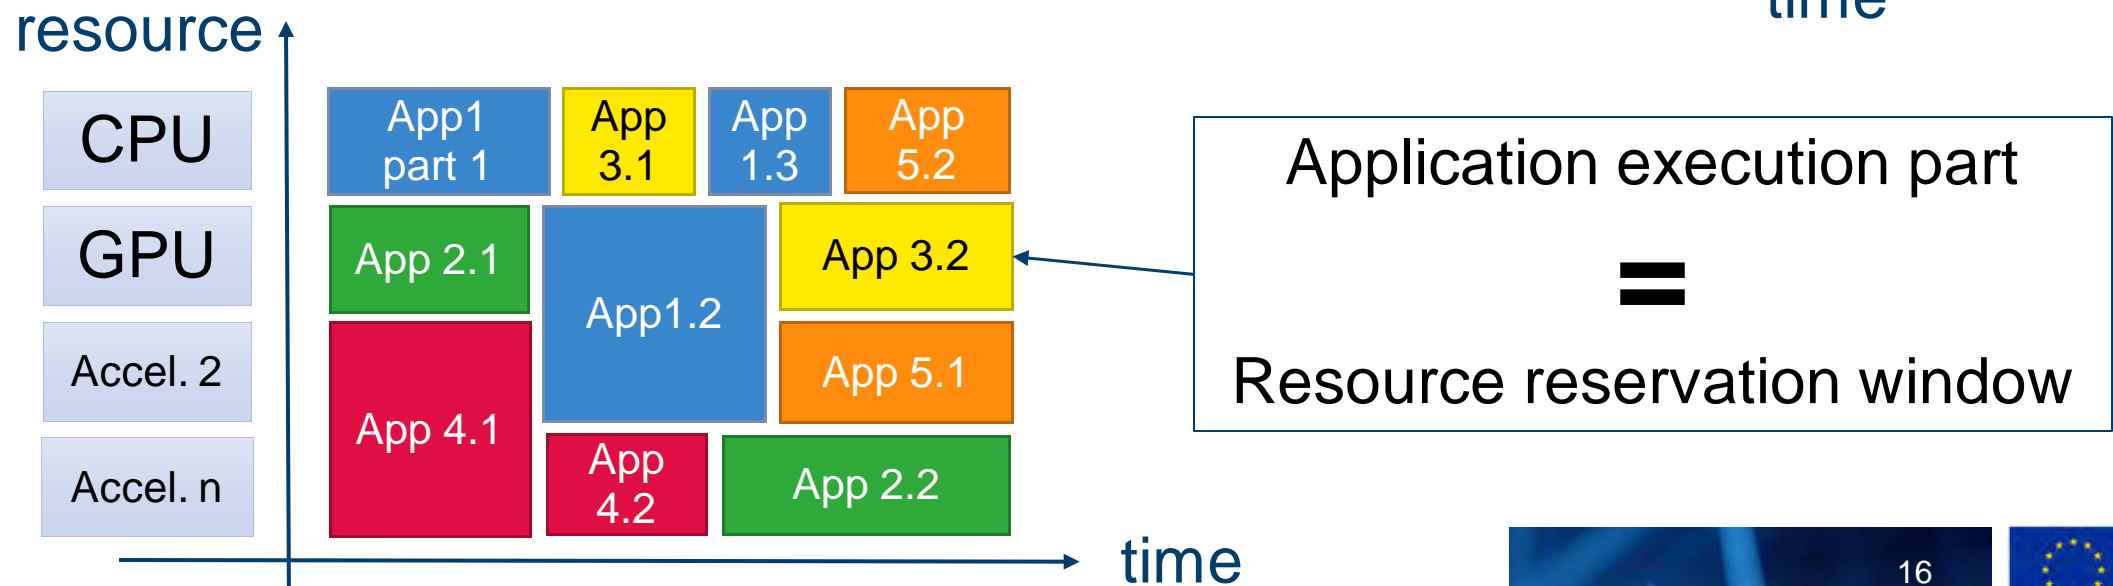 time
resource
CPU
App1
part 1
App
3.1
App
1.3
App
5.2
GPU
App 2.1
App1.2
App 3.2
Accel. 2
App 4.1
App 5.1
Accel. n
App
4.2
App 2.2
time
Application execution part
=
Resource reservation window
16